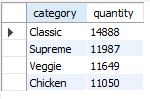 category quantity
Classic 14888
Supreme 11987
Veggie 11649
Chicken 11050